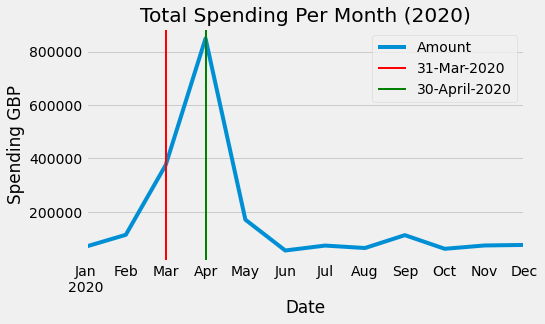 Total Spending Per Month (2020)
Amount
31-Mar-2020
30-April-2020
Spending GBP
800000
600000
400000
200000
Jan Feb Mar Apr May Jun Jul Aug Sep Oct Nov Dec
2020
Date